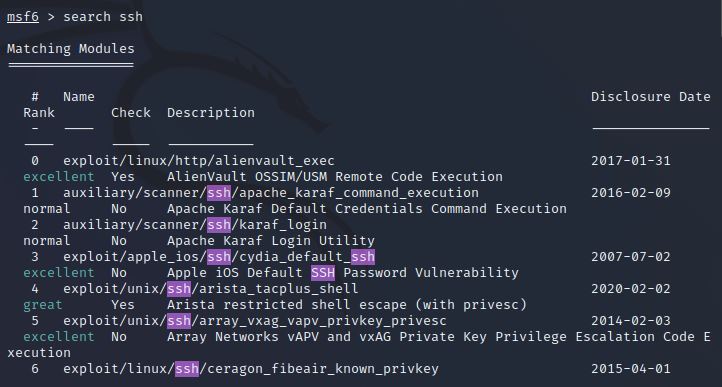 msf6 > search ssh
Matching Modules
================
# Name Disclosure Date
Rank Check Description
- ---- ---------------
---- ----- -----------
0 exploit/linux/http/alienvault_exec 2017-01-31
excellent Yes AlienVault OSSIM/USM Remote Code Execution
1 auxiliary/scanner/ssh/apache_karaf_command_execution 2016-02-09
normal No Apache Karaf Default Credentials Command Execution
2 auxiliary/scanner/ssh/karaf_login
normal No Apache Karaf Login Utility
3 exploit/apple_ios/ssh/cydia_default_ssh 2007-07-02
excellent No Apple iOS Default SSH Password Vulnerability
4 exploit/unix/ssh/arista_tacplus_shell 2020-02-02
great Yes Arista restricted shell escape (with privesc)
5 exploit/unix/ssh/array_vxag_vapv_privkey_privesc 2014-02-03
excellent No Array Networks vAPV and vxAG Private Key Privilege Escalation Code E
xecution
6 exploit/linux/ssh/ceragon_fibeair_known_privkey 2015-04-01